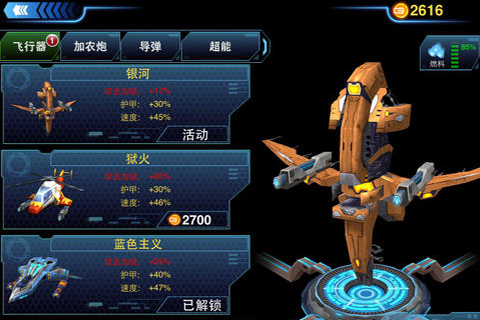 2616
飞行器 1
加农炮
导弹
超能
85%
燃料
银河
+10%
护甲: +30%
速度: +45%
活动
狱火
护甲: +30%
速度: +46%
2700
蓝色主义
护甲: +40%
速度: +47%
已解锁